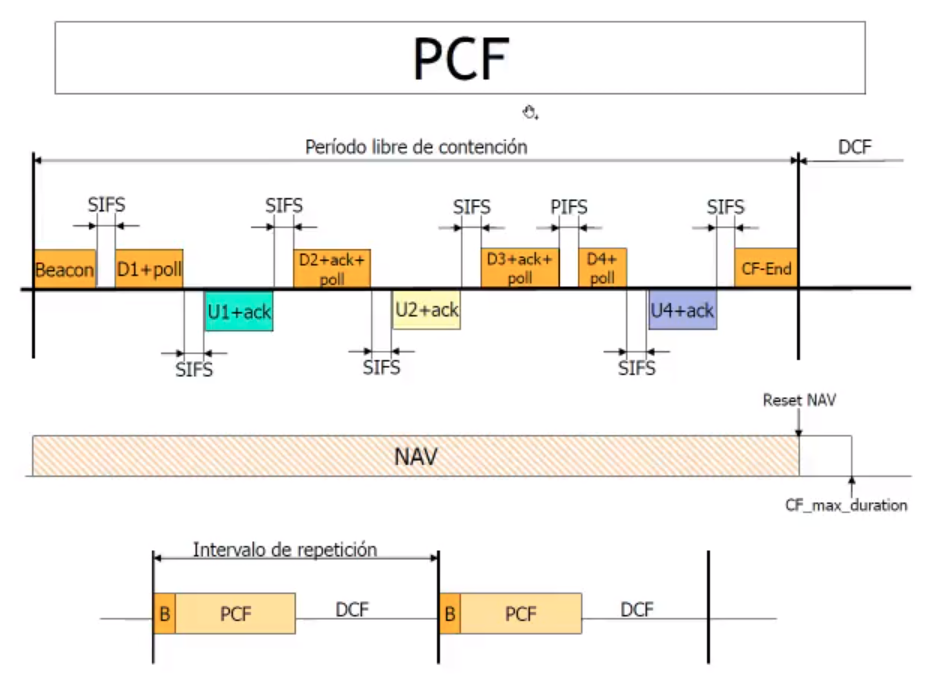 PCF
Período libre de contención
DCF
SIFS
SIFS
SIFS
PIFS
SIFS
Beacon
D1+poll
D2+ack+
poll
D3+ack+
poll
D4+
poll
CF-End
U1+ack
U2+ack
U4+ack
SIFS
SIFS
SIFS
Reset NAV
NAV
CF_max_duration
Intervalo de repetición
B
PCF
DCF
B
PCF
DCF